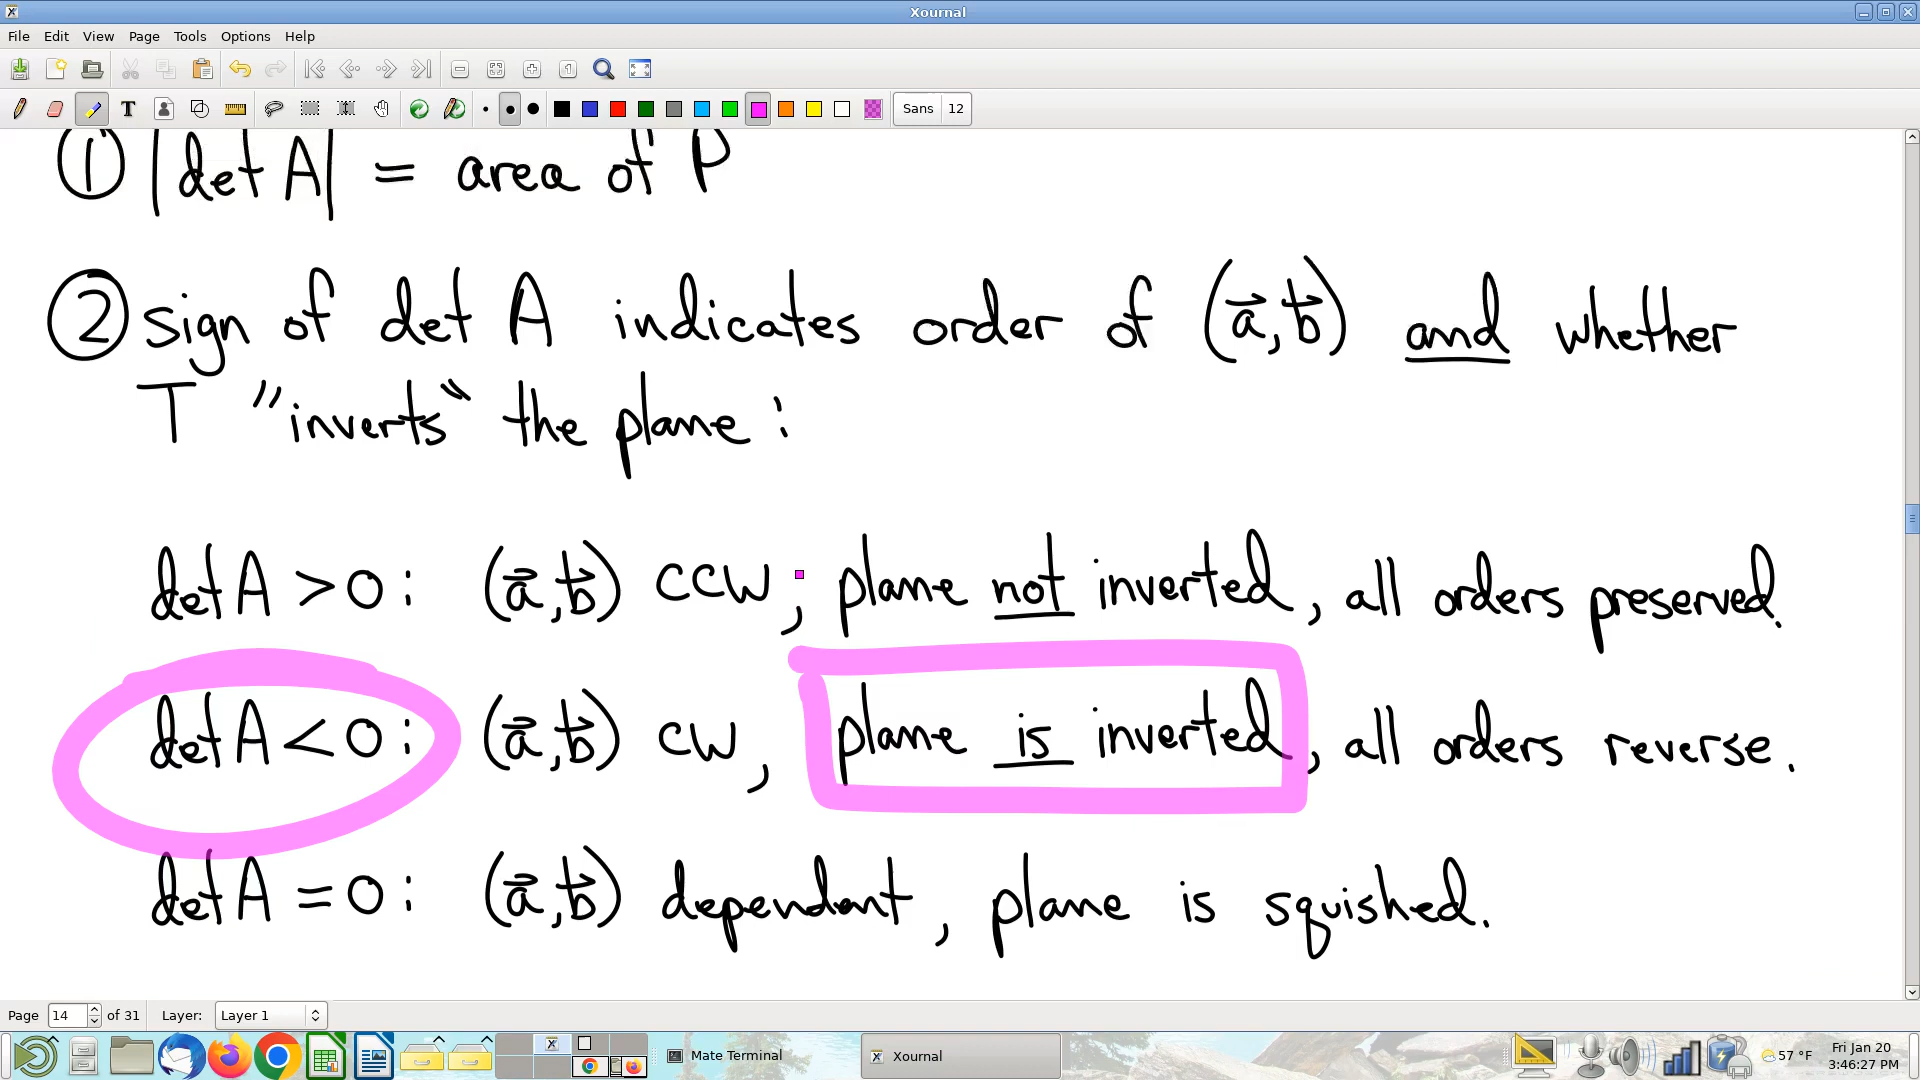 Xournal
File Edit View Page Tools Options Help
Sans 12
① |det A| = area of P
② sign of det A indicates order of (a⃗, b⃗) and whether
T "inverts" the plane :
det A > 0 : (a⃗, b⃗) CCW ; plane not inverted, all orders preserved.
det A < 0 : (a⃗, b⃗) CW, plane is inverted, all orders reverse.
det A = 0 : (a⃗, b⃗) dependent, plane is squished.
Page 14 of 31 Layer: Layer 1
Mate Terminal Xournal 57 °F Fri Jan 20
3:46:27 PM